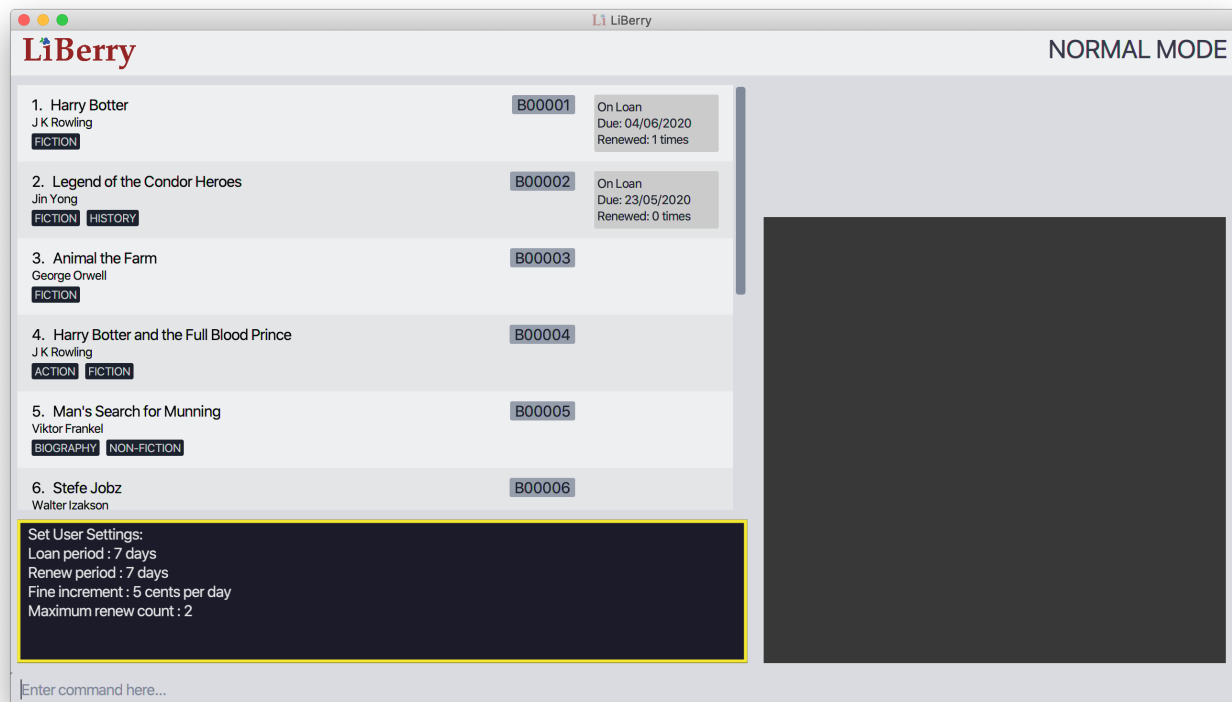 LiBerry
LiBerry
NORMAL MODE
1. Harry Botter
J K Rowling
FICTION
B00001
On Loan
Due: 04/06/2020
Renewed: 1 times
2. Legend of the Condor Heroes
Jin Yong
FICTION HISTORY
B00002
On Loan
Due: 23/05/2020
Renewed: 0 times
3. Animal the Farm
George Orwell
FICTION
B00003
4. Harry Botter and the Full Blood Prince
J K Rowling
ACTION FICTION
B00004
5. Man's Search for Munning
Viktor Frankel
BIOGRAPHY NON-FICTION
B00005
6. Stefe Jobz
Walter Izakson
B00006
Set User Settings:
Loan period : 7 days
Renew period : 7 days
Fine increment : 5 cents per day
Maximum renew count : 2
Enter command here...